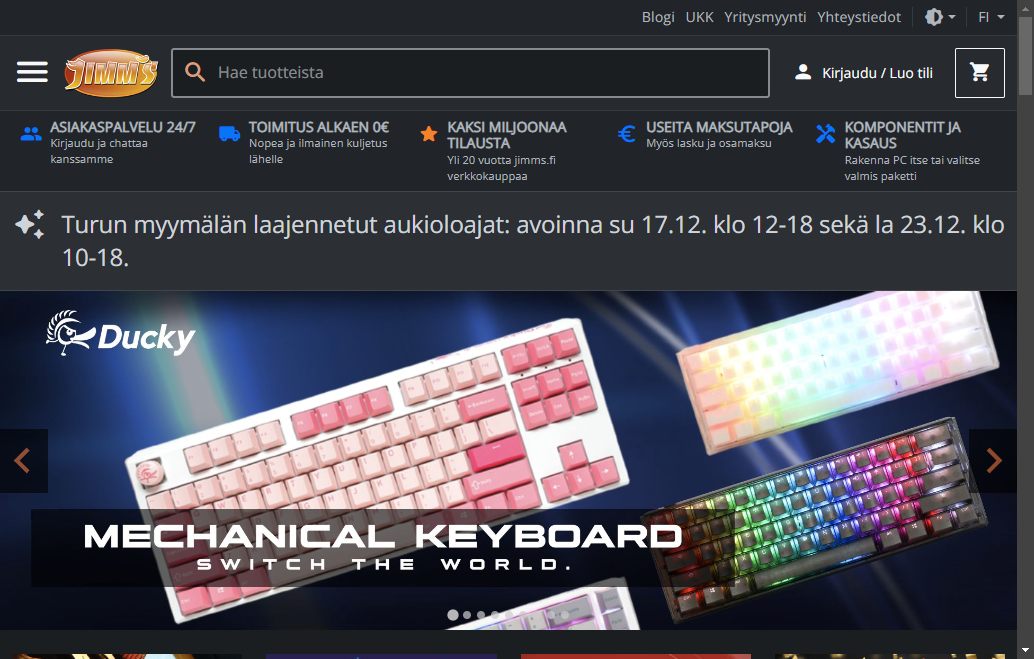 Blogi UKK Yritysmyynti Yhteystiedot FI
JIMM'S
Hae tuotteista
Kirjaudu / Luo tili
ASIAKASPALVELU 24/7
Kirjaudu ja chattaa
kanssamme
TOIMITUS ALKAEN 0€
Nopea ja ilmainen kuljetus
lähelle
KAKSI MILJOONAA
TILAUSTA
Yli 20 vuotta jimms.fi
verkkokauppaa
USEITA MAKSUTAPOJA
Myös lasku ja osamaksu
KOMPONENTIT JA
KASAUS
Rakenna PC itse tai valitse
valmis paketti
Turun myymälän laajennetut aukioloajat: avoinna su 17.12. klo 12-18 sekä la 23.12. klo
10-18.
Ducky
MECHANICAL KEYBOARD
SWITCH THE WORLD.